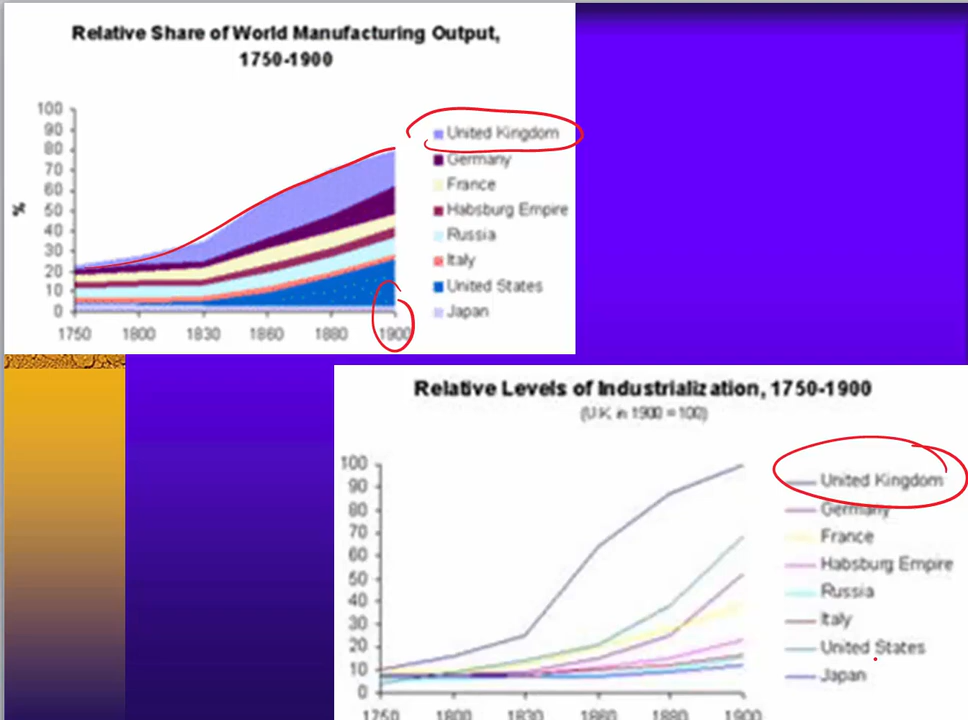 Relative Share of World Manufacturing Output,
1750-1900
100
90
80
70
60
50
40
30
20
10
0
%
1750 1800 1830 1860 1880 1900
United Kingdom
Germany
France
Habsburg Empire
Russia
Italy
United States
Japan
Relative Levels of Industrialization, 1750-1900
(U.K. in 1900 = 100)
100
90
80
70
60
50
40
30
20
10
0
1750 1800 1830 1860 1880 1900
United Kingdom
Germany
France
Habsburg Empire
Russia
Italy
United States
Japan